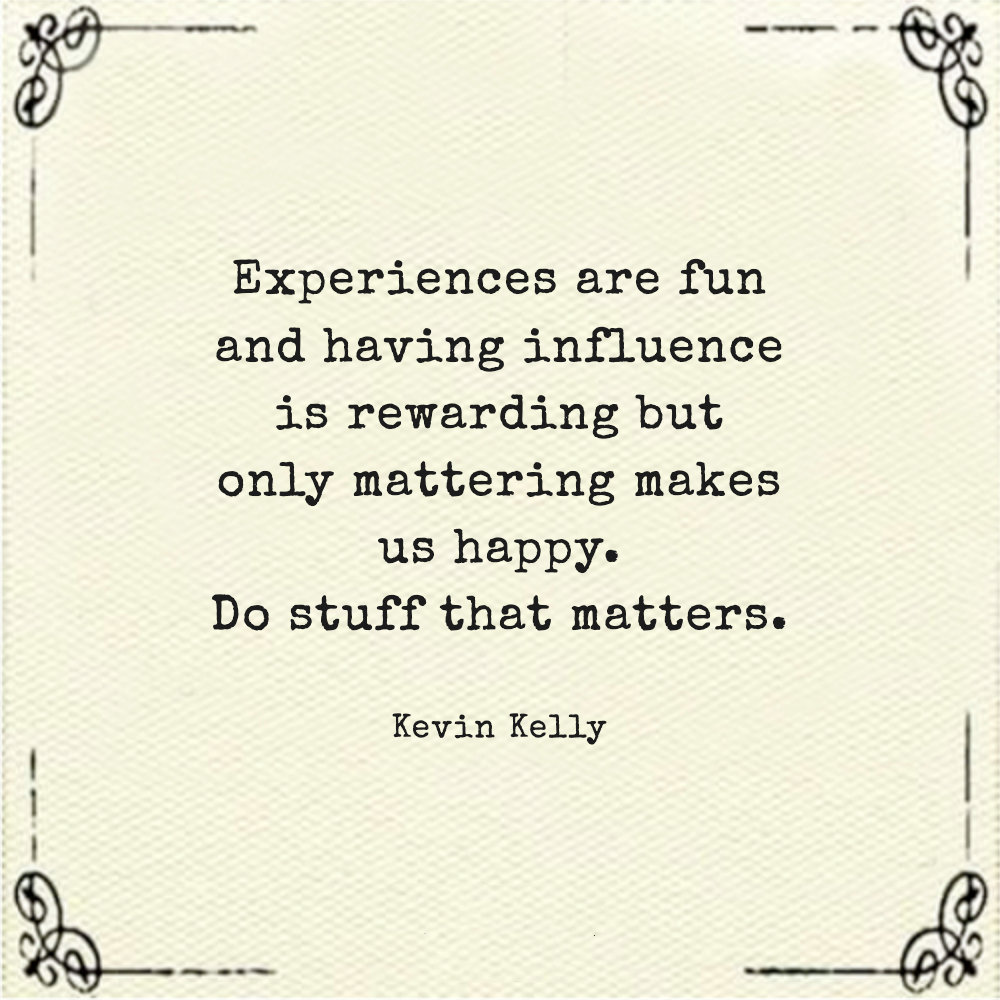 Experiences are fun
and having influence
is rewarding but
only mattering makes
us happy.
Do stuff that matters.
Kevin Kelly